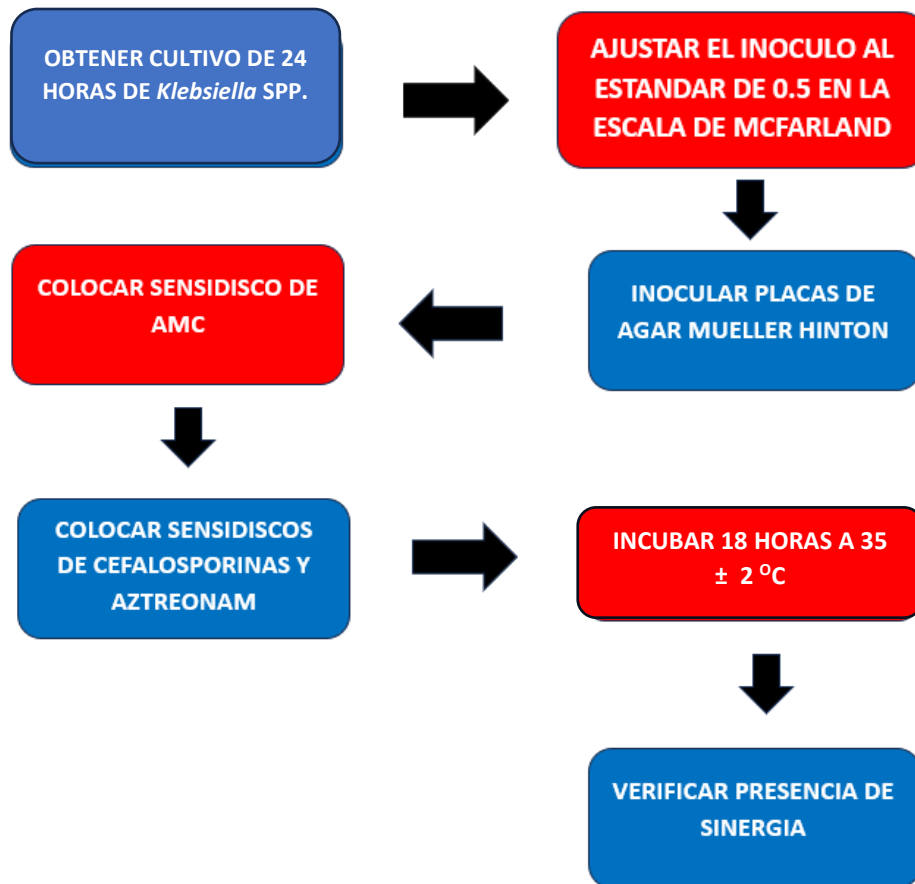 OBTENER CULTIVO DE 24
HORAS DE Klebsiella SPP.
AJUSTAR EL INOCULO AL
ESTANDAR DE 0.5 EN LA
ESCALA DE MCFARLAND
INOCULAR PLACAS DE
AGAR MUELLER HINTON
COLOCAR SENSIDISCO DE
AMC
COLOCAR SENSIDISCOS
DE CEFALOSPORINAS Y
AZTREONAM
INCUBAR 18 HORAS A 35
± 2 ᴼC
VERIFICAR PRESENCIA DE
SINERGIA